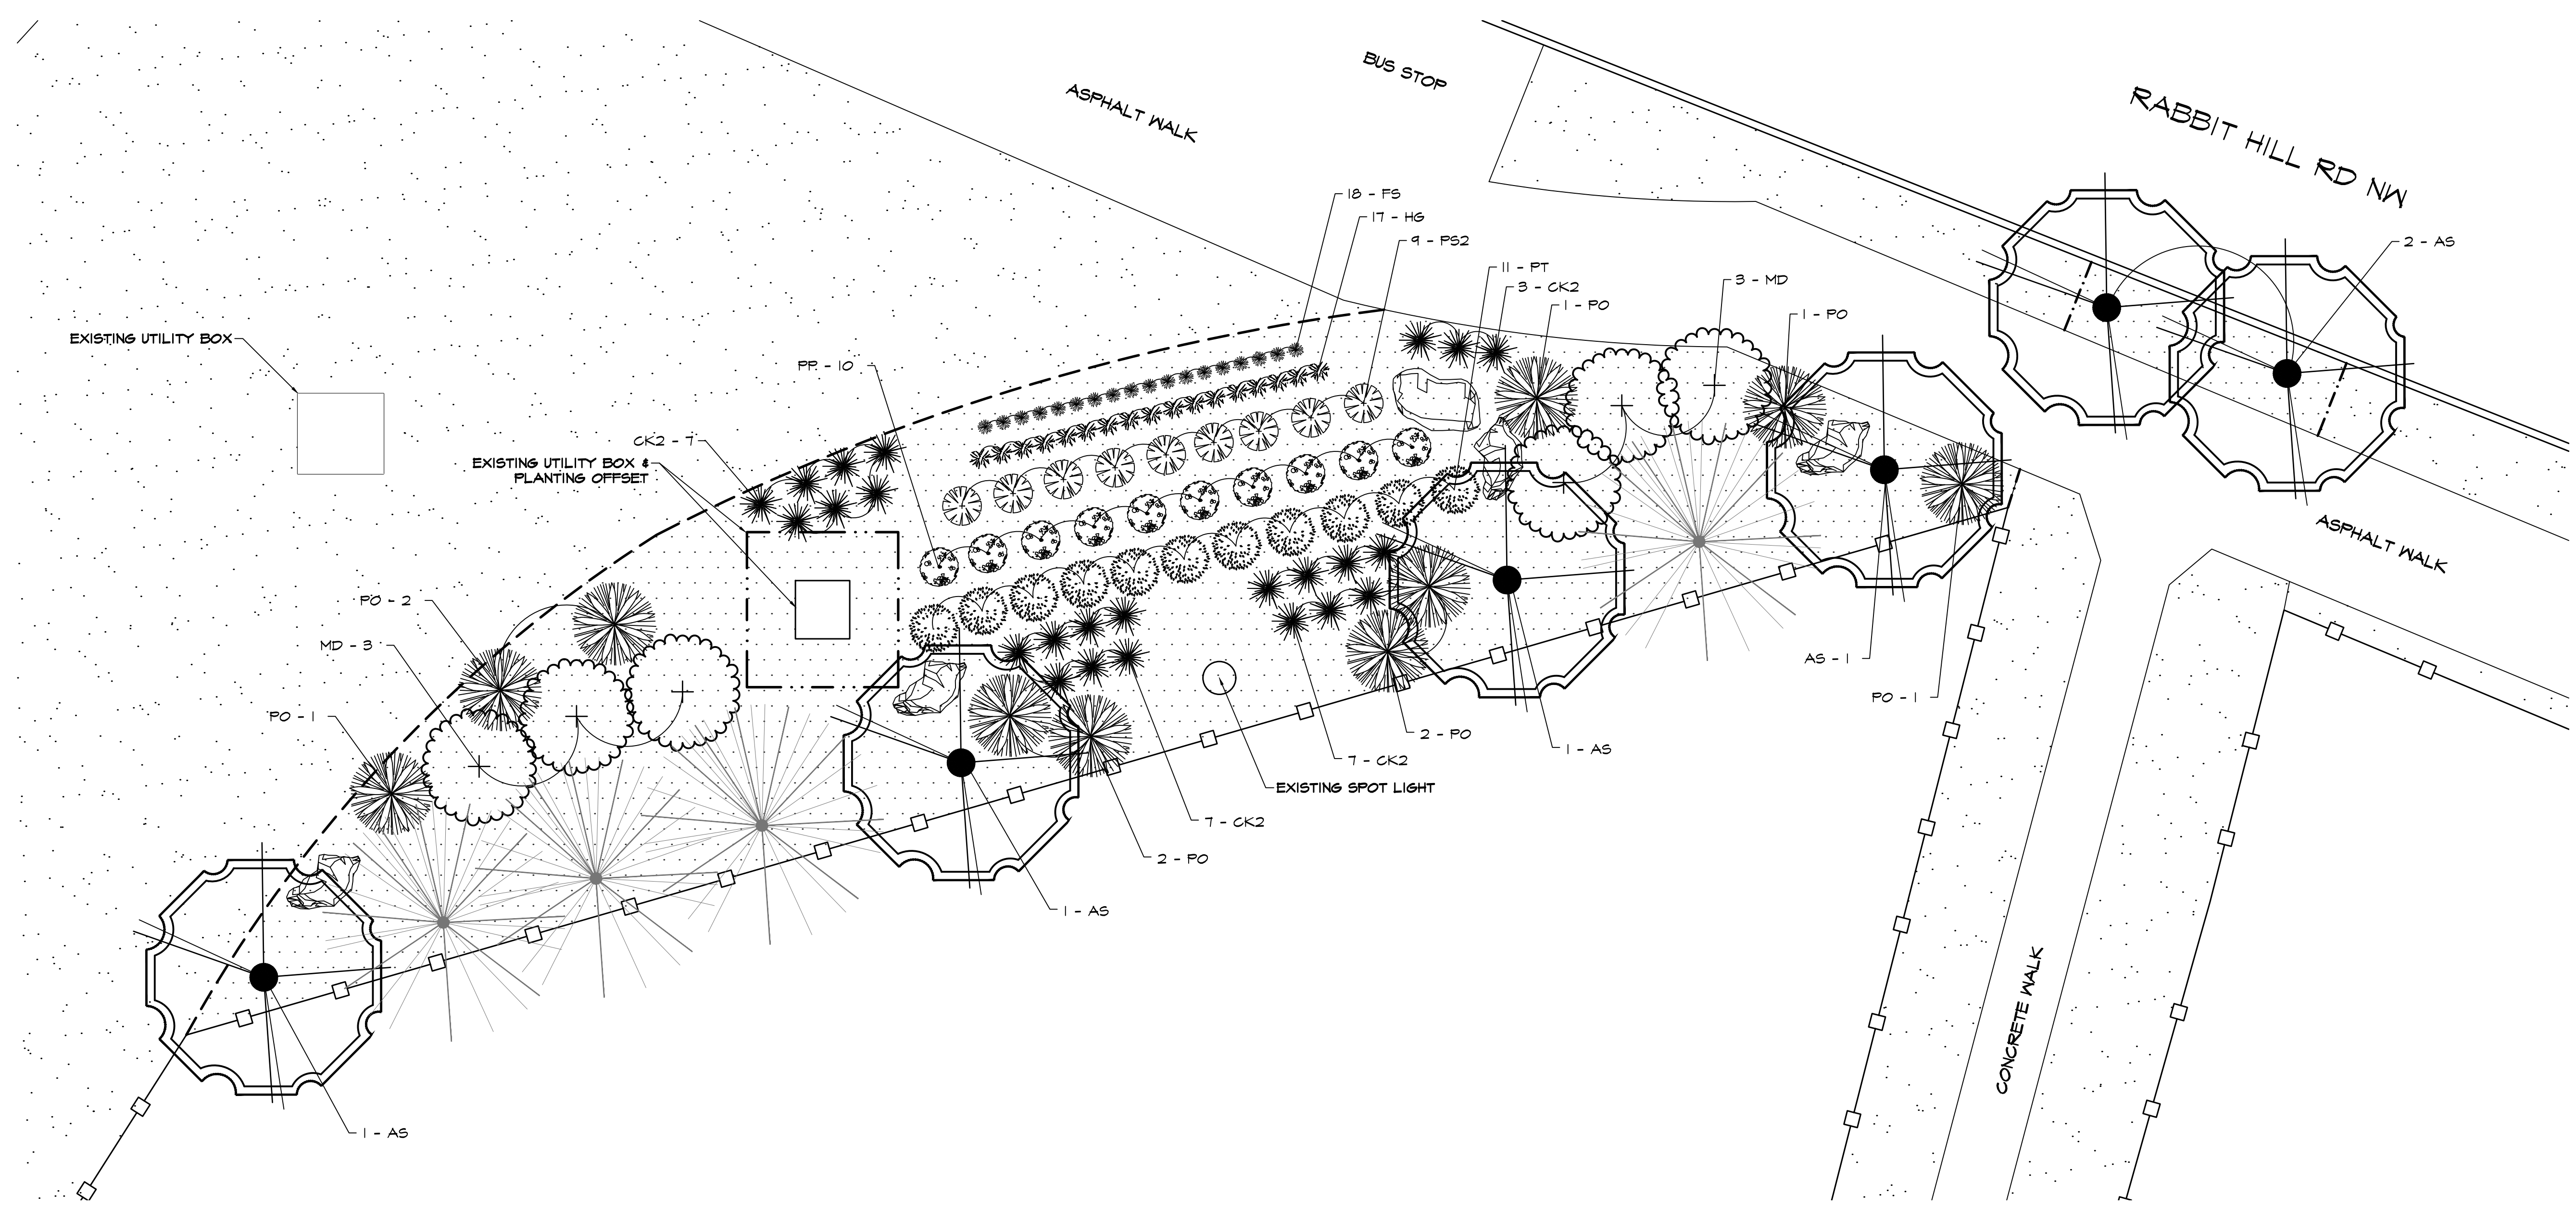 BUS STOP
ASPHALT WALK
RABBIT HILL RD NW
18 - FS
17 - HG
9 - PS2
2 - AS
11 - PT
3 - CK2
1 - PO
3 - MD
1 - PO
EXISTING UTILITY BOX
PP. - 10
CK2 - 7
EXISTING UTILITY BOX &
PLANTING OFFSET
ASPHALT WALK
PO - 2
MD - 3
AS - 1
PO - 1
PO - 1
2 - PO
1 - AS
7 - CK2
EXISTING SPOT LIGHT
7 - CK2
2 - PO
1 - AS
CONCRETE WALK
1 - AS